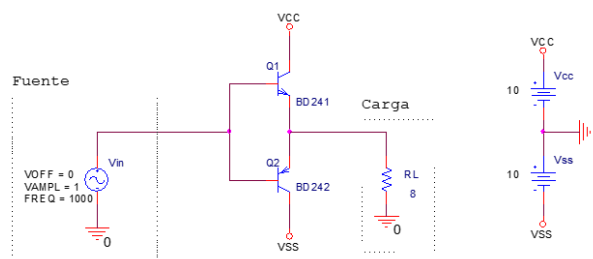 Fuente
Vin
VOFF = 0
VAMPL = 1
FREQ = 1000
0
VCC
Q1
BD241
Q2
BD242
VSS
Carga
RL
8
0
VCC
Vcc
10
Vss
10
VSS